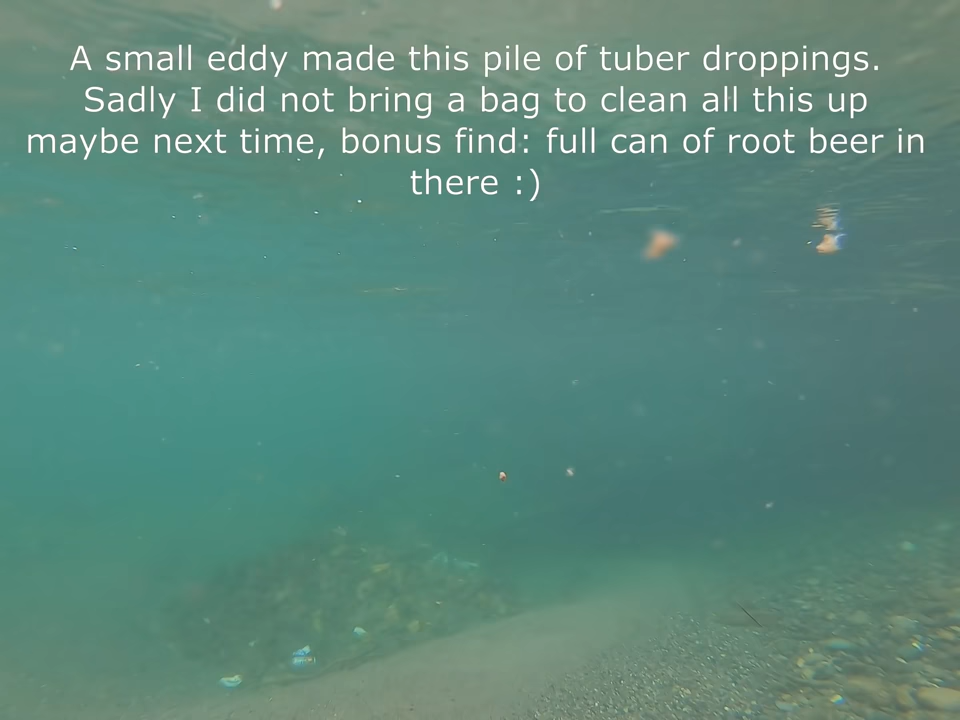 A small eddy made this pile of tuber droppings.
Sadly I did not bring a bag to clean all this up
maybe next time, bonus find: full can of root beer in
there :)